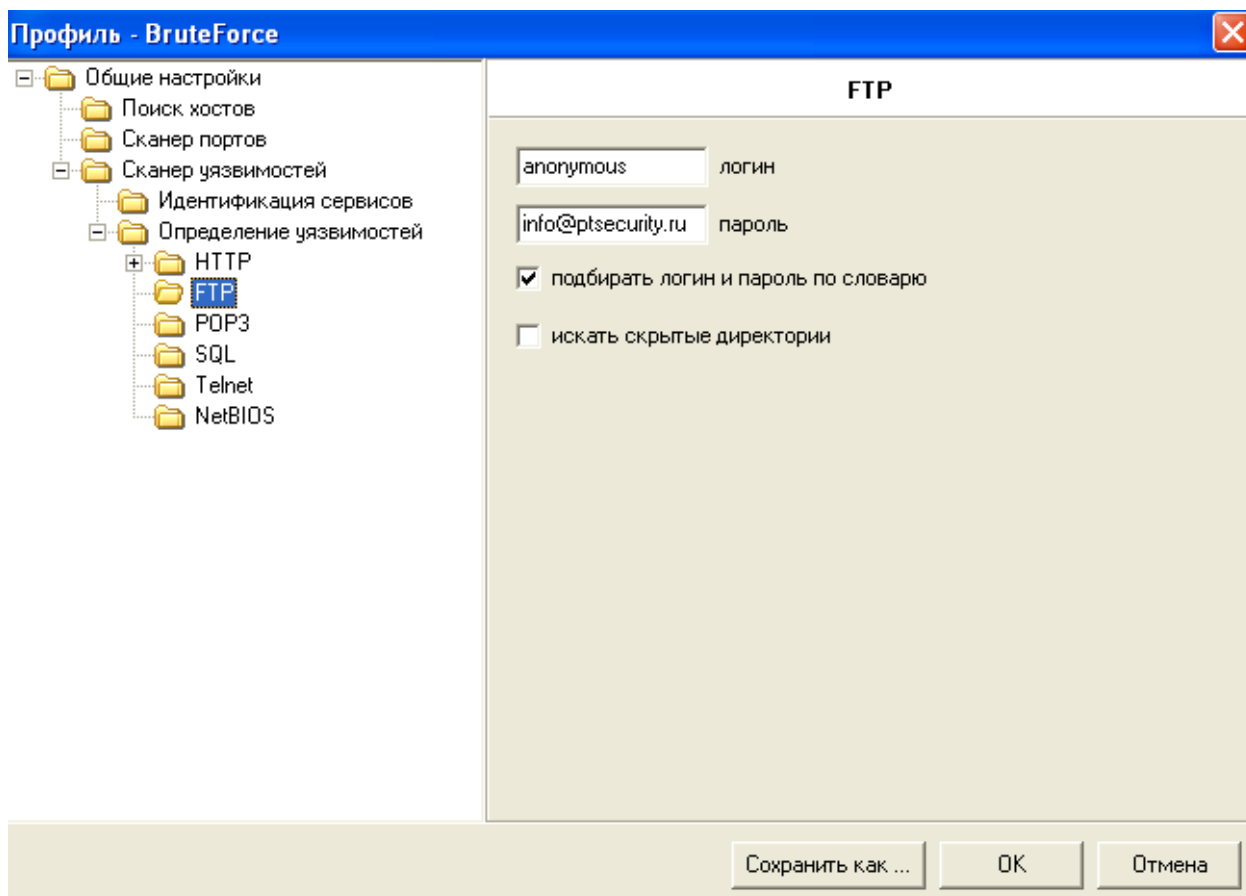 Профиль - BruteForce
Общие настройки
Поиск хостов
Сканер портов
Сканер уязвимостей
Идентификация сервисов
Определение уязвимостей
HTTP
FTP
POP3
SQL
Telnet
NetBIOS
FTP
anonymous логин
info@ptsecurity.ru пароль
подбирать логин и пароль по словарю
искать скрытые директории
Сохранить как ... OK Отмена